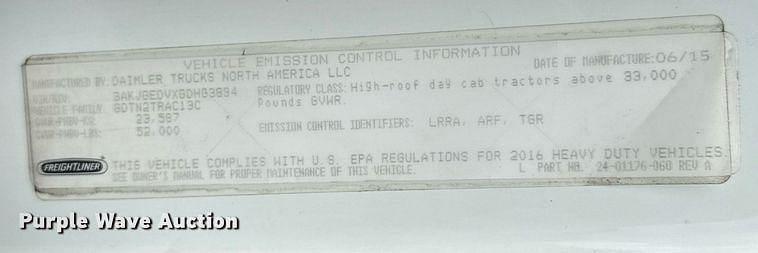 VEHICLE EMISSION CONTROL INFORMATION
DATE OF MANUFACTURE: 06/15
MANUFACTURED BY: DAIMLER TRUCKS NORTH AMERICA LLC
REGULATORY CLASS: High-roof day cab tractors above 33,000
Pounds GVWR.
VEHICLE FAMILY: GDTN2TRAC13C
23,587
52,000
EMISSION CONTROL IDENTIFIERS: LRRA, ARF, TGR
FREIGHTLINER
THIS VEHICLE COMPLIES WITH U.S. EPA REGULATIONS FOR 2016 HEAVY DUTY VEHICLES.
SEE OWNER'S MANUAL FOR PROPER MAINTENANCE OF THIS VEHICLE.
L PART NO. 24-01176-060 REV A
Purple Wave Auction